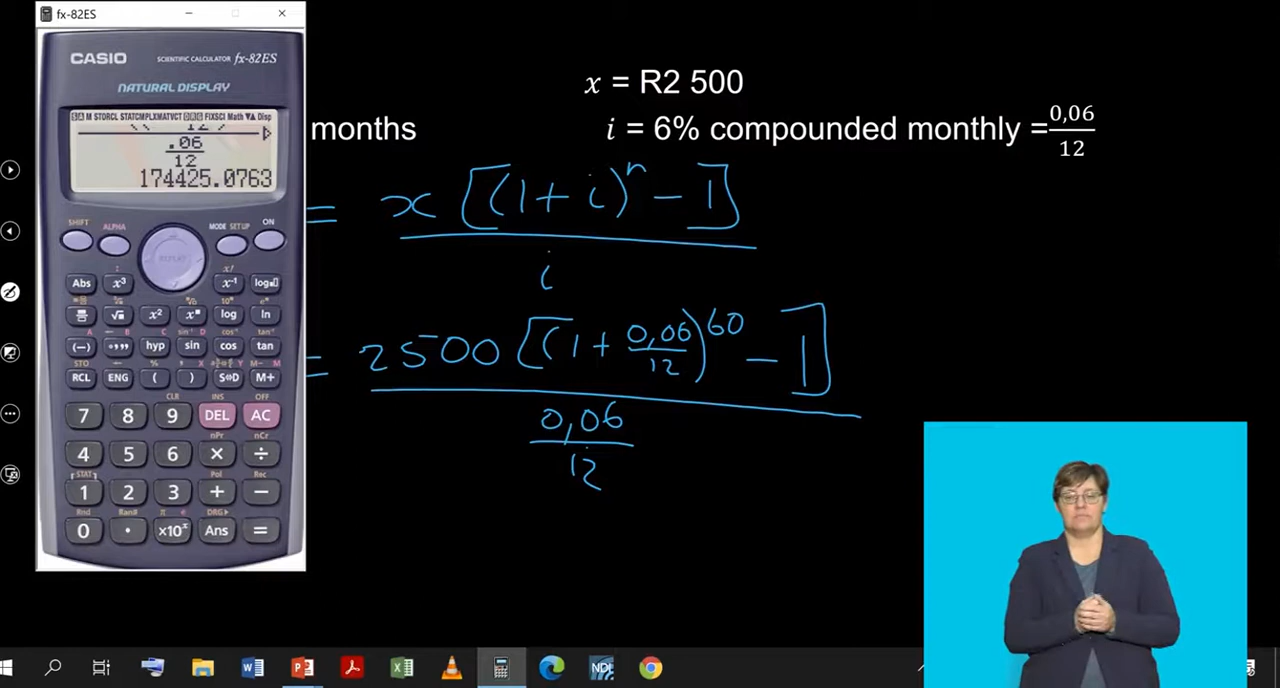 fx-82ES
CASIO SCIENTIFIC CALCULATOR fx-82ES
NATURAL DISPLAY
.06
12
174425.0763
SHIFT ALPHA MODE SETUP ON
Abs x³ x⁻¹ log
√ x² log ln
(−) hyp sin cos tan
RCL ENG ( ) S⇔D M+
7 8 9 DEL AC
4 5 6 × ÷
1 2 3 + −
0 . ×10ˣ Ans =
x = R2 500
months i = 6% compounded monthly = 0,06/12
= x[(1 + i)ⁿ − 1]
i
= 2500[(1 + 0,06/12)⁶⁰ − 1]
0,06
12
NDP